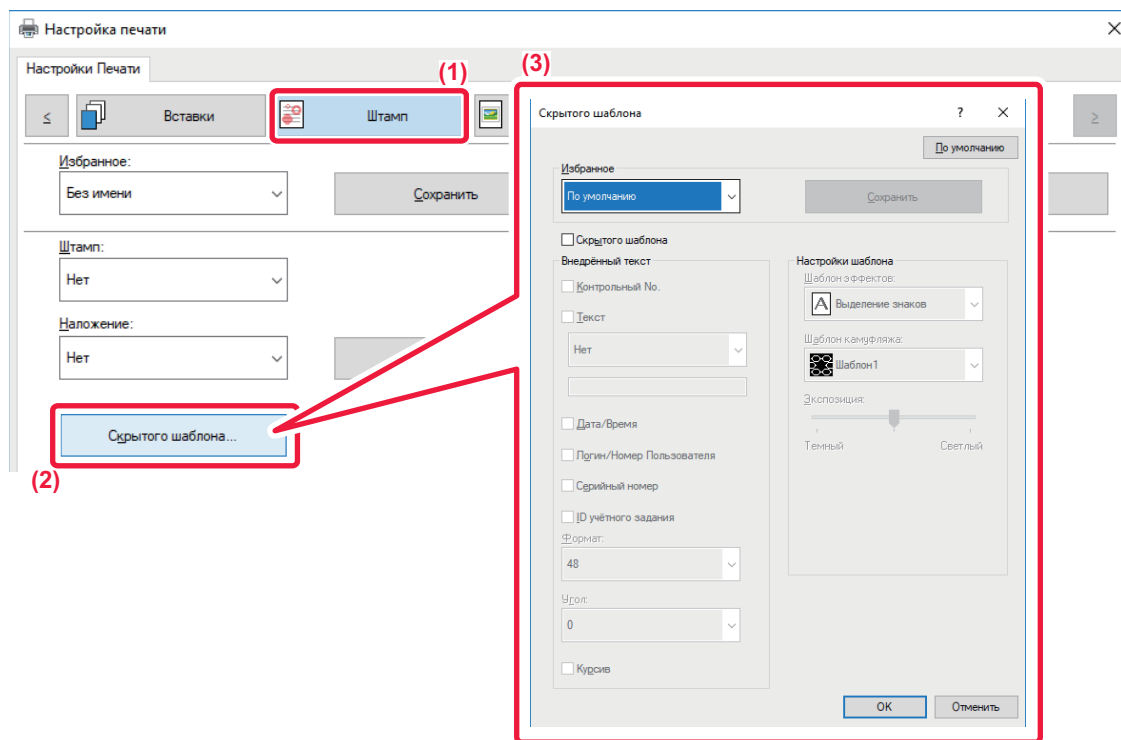 Настройка печати
Настройки Печати
(1)
(3)
<
Вставки
Штамп
>
Избранное:
Без имени
Сохранить
Штамп:
Нет
Наложение:
Нет
Скрытого шаблона...
(2)
Скрытого шаблона
?
По умолчанию
Избранное
По умолчанию
Сохранить
Скрытого шаблона
Внедрённый текст
Контрольный No.
Текст
Нет
Дата/Время
Логин/Номер Пользователя
Серийный номер
ID учётного задания
Формат:
48
Угол:
0
Курсив
Настройки шаблона
Шаблон эффектов:
A
Выделение знаков
Шаблон камуфляжа:
Шаблон1
Экспозиция:
Темный Светлый
OK Отменить